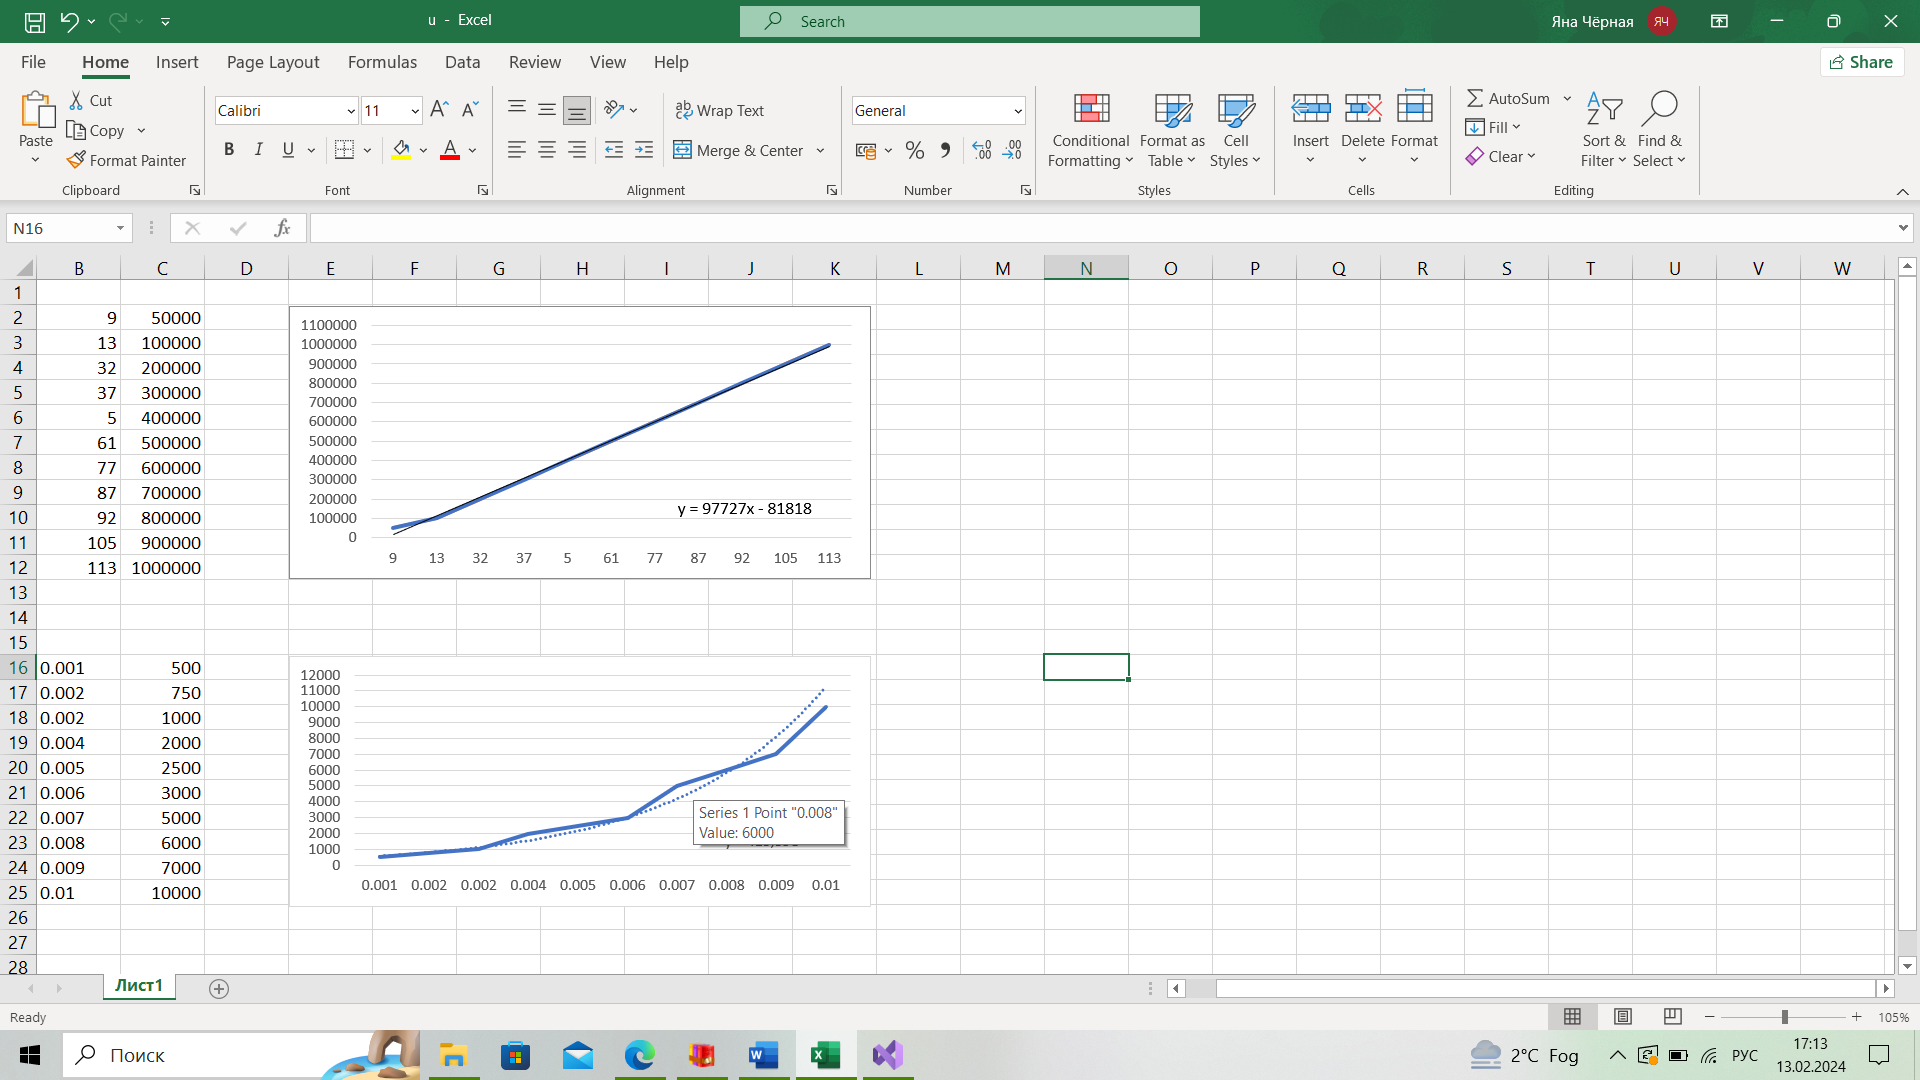 u - Excel
Search
Яна Чёрная
ЯЧ
File Home Insert Page Layout Formulas Data Review View Help
Share
Paste
Cut
Copy
Format Painter
Clipboard
Calibri 11
B I U A
Font
ab Wrap Text
Merge & Center
Alignment
General
%
Number
Conditional Formatting
Format as Table
Cell Styles
Styles
Insert Delete Format
Cells
AutoSum
Fill
Clear
Sort & Filter
Find & Select
Editing
N16
fx
B C D E F G H I J K L M N O P Q R S T U V W
1
2 9 50000
3 13 100000
4 32 200000
5 37 300000
6 5 400000
7 61 500000
8 77 600000
9 87 700000
10 92 800000
11 105 900000
12 113 1000000
13
14
15
16 0.001 500
17 0.002 750
18 0.002 1000
19 0.004 2000
20 0.005 2500
21 0.006 3000
22 0.007 5000
23 0.008 6000
24 0.009 7000
25 0.01 10000
26
27
28
1100000
1000000
900000
800000
700000
600000
500000
400000
300000
200000
100000
0
y = 97727x - 81818
9 13 32 37 5 61 77 87 92 105 113
12000
11000
10000
9000
8000
7000
6000
5000
4000
3000
2000
1000
0
Series 1 Point "0.008"
Value: 6000
0.001 0.002 0.002 0.004 0.005 0.006 0.007 0.008 0.009 0.01
Лист1
Ready
105%
Поиск
2°C Fog
РУС
17:13
13.02.2024